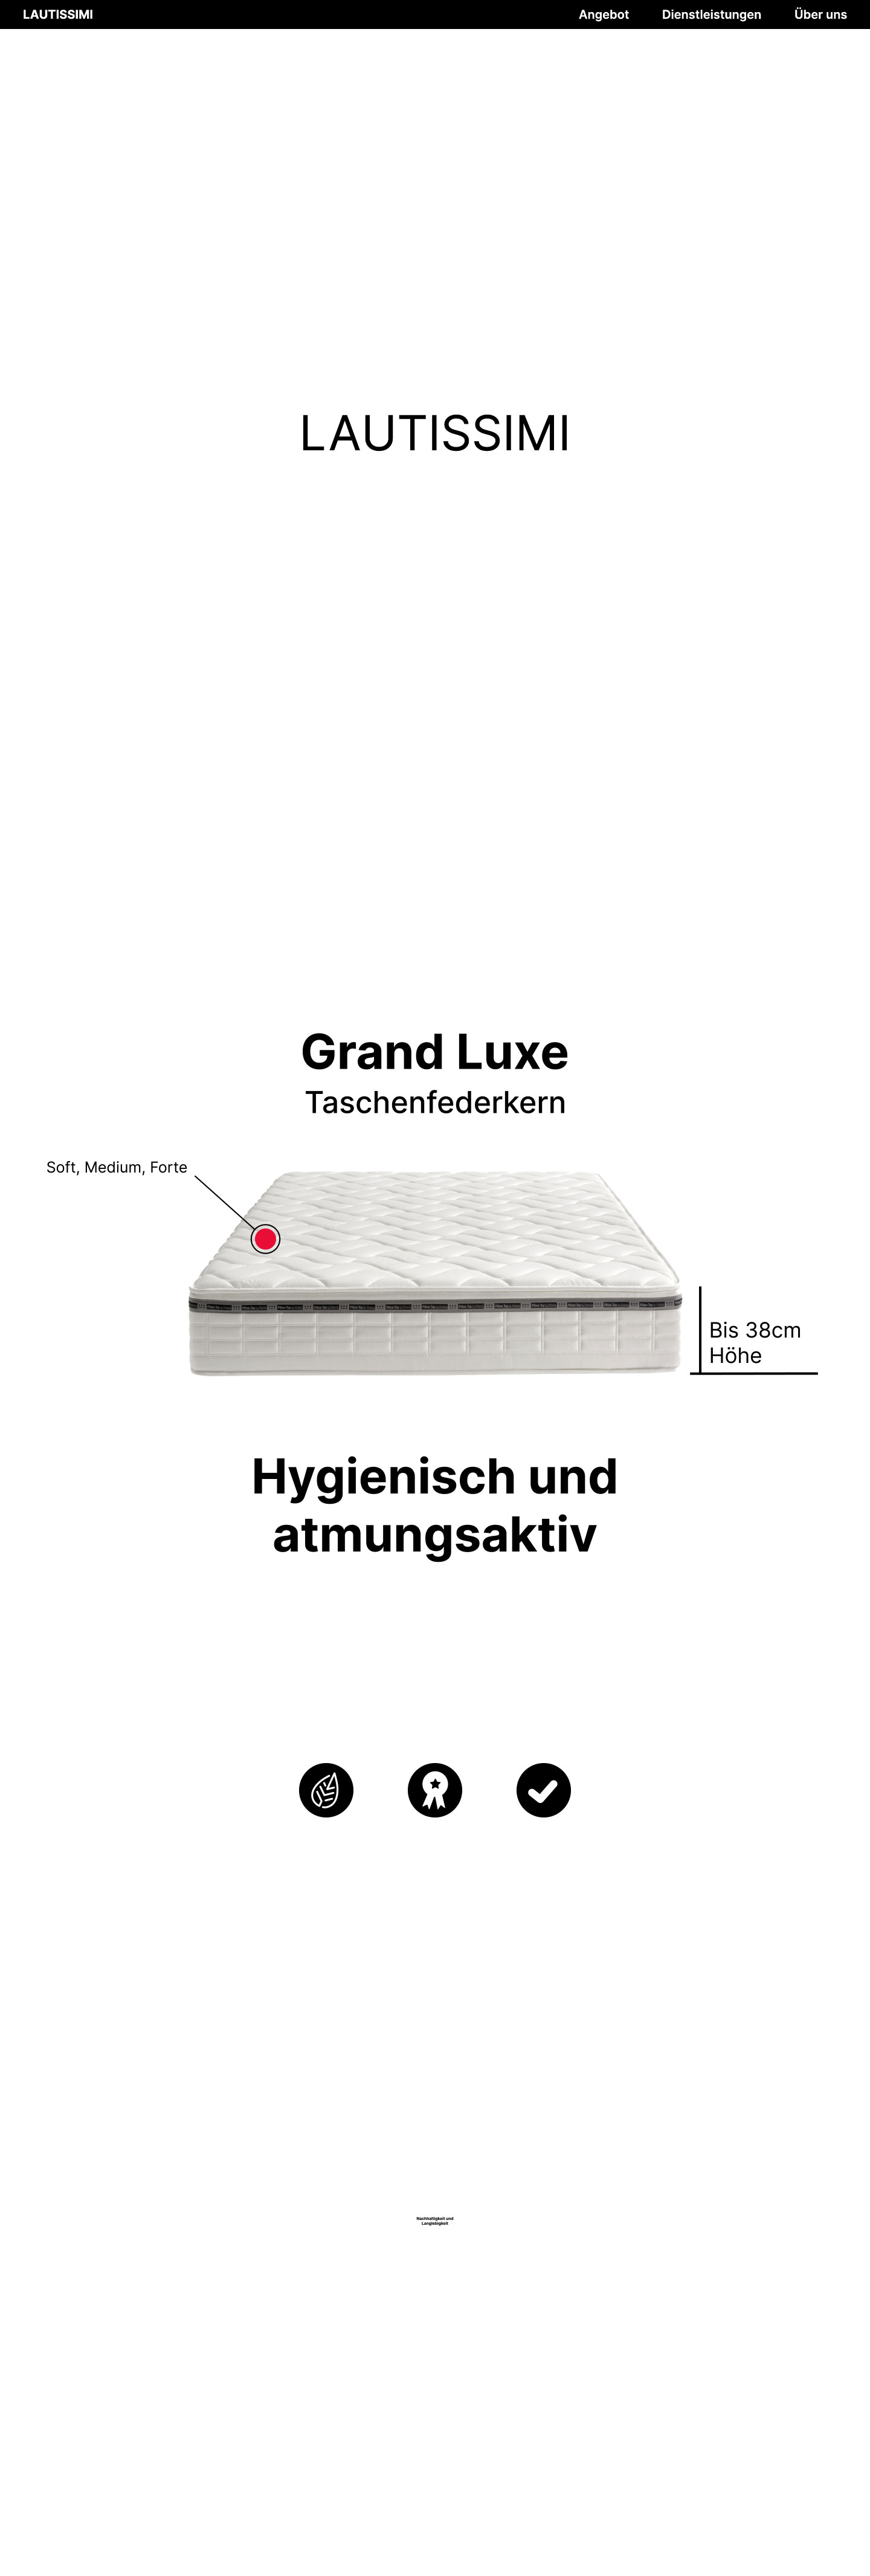 LAUTISSIMI
Angebot
Dienstleistungen
Über uns
LAUTISSIMI
Grand Luxe
Taschenfederkern
Soft, Medium, Forte
Bis 38cm
Höhe
Hygienisch und
atmungsaktiv
Nachhaltigkeit und
Langlebigkeit